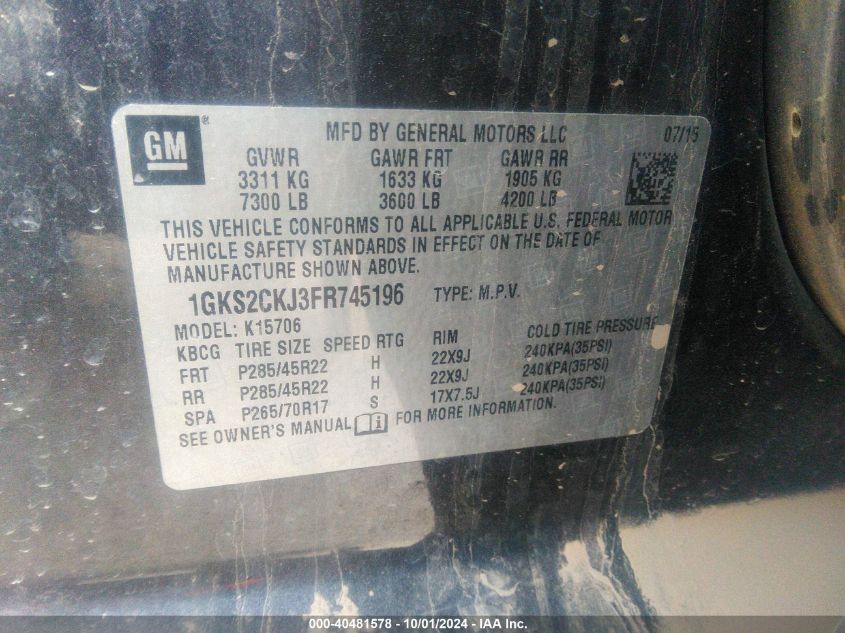 GM ®
MFD BY GENERAL MOTORS LLC 07/15
GVWR GAWR FRT GAWR RR
3311 KG 1633 KG 1905 KG
7300 LB 3600 LB 4200 LB
THIS VEHICLE CONFORMS TO ALL APPLICABLE U.S. FEDERAL MOTOR
VEHICLE SAFETY STANDARDS IN EFFECT ON THE DATE OF
MANUFACTURE SHOWN ABOVE.
1GKS2CKJ3FR745196 TYPE: M.P.V.
MODEL: K15706
KBCG TIRE SIZE SPEED RTG RIM COLD TIRE PRESSURE
FRT P285/45R22 H 22X9J 240KPA(35PSI)
RR P285/45R22 H 22X9J 240KPA(35PSI)
SPA P265/70R17 S 17X7.5J 240KPA(35PSI)
SEE OWNER'S MANUAL i FOR MORE INFORMATION.
000-40481578 - 10/01/2024 - IAA Inc.